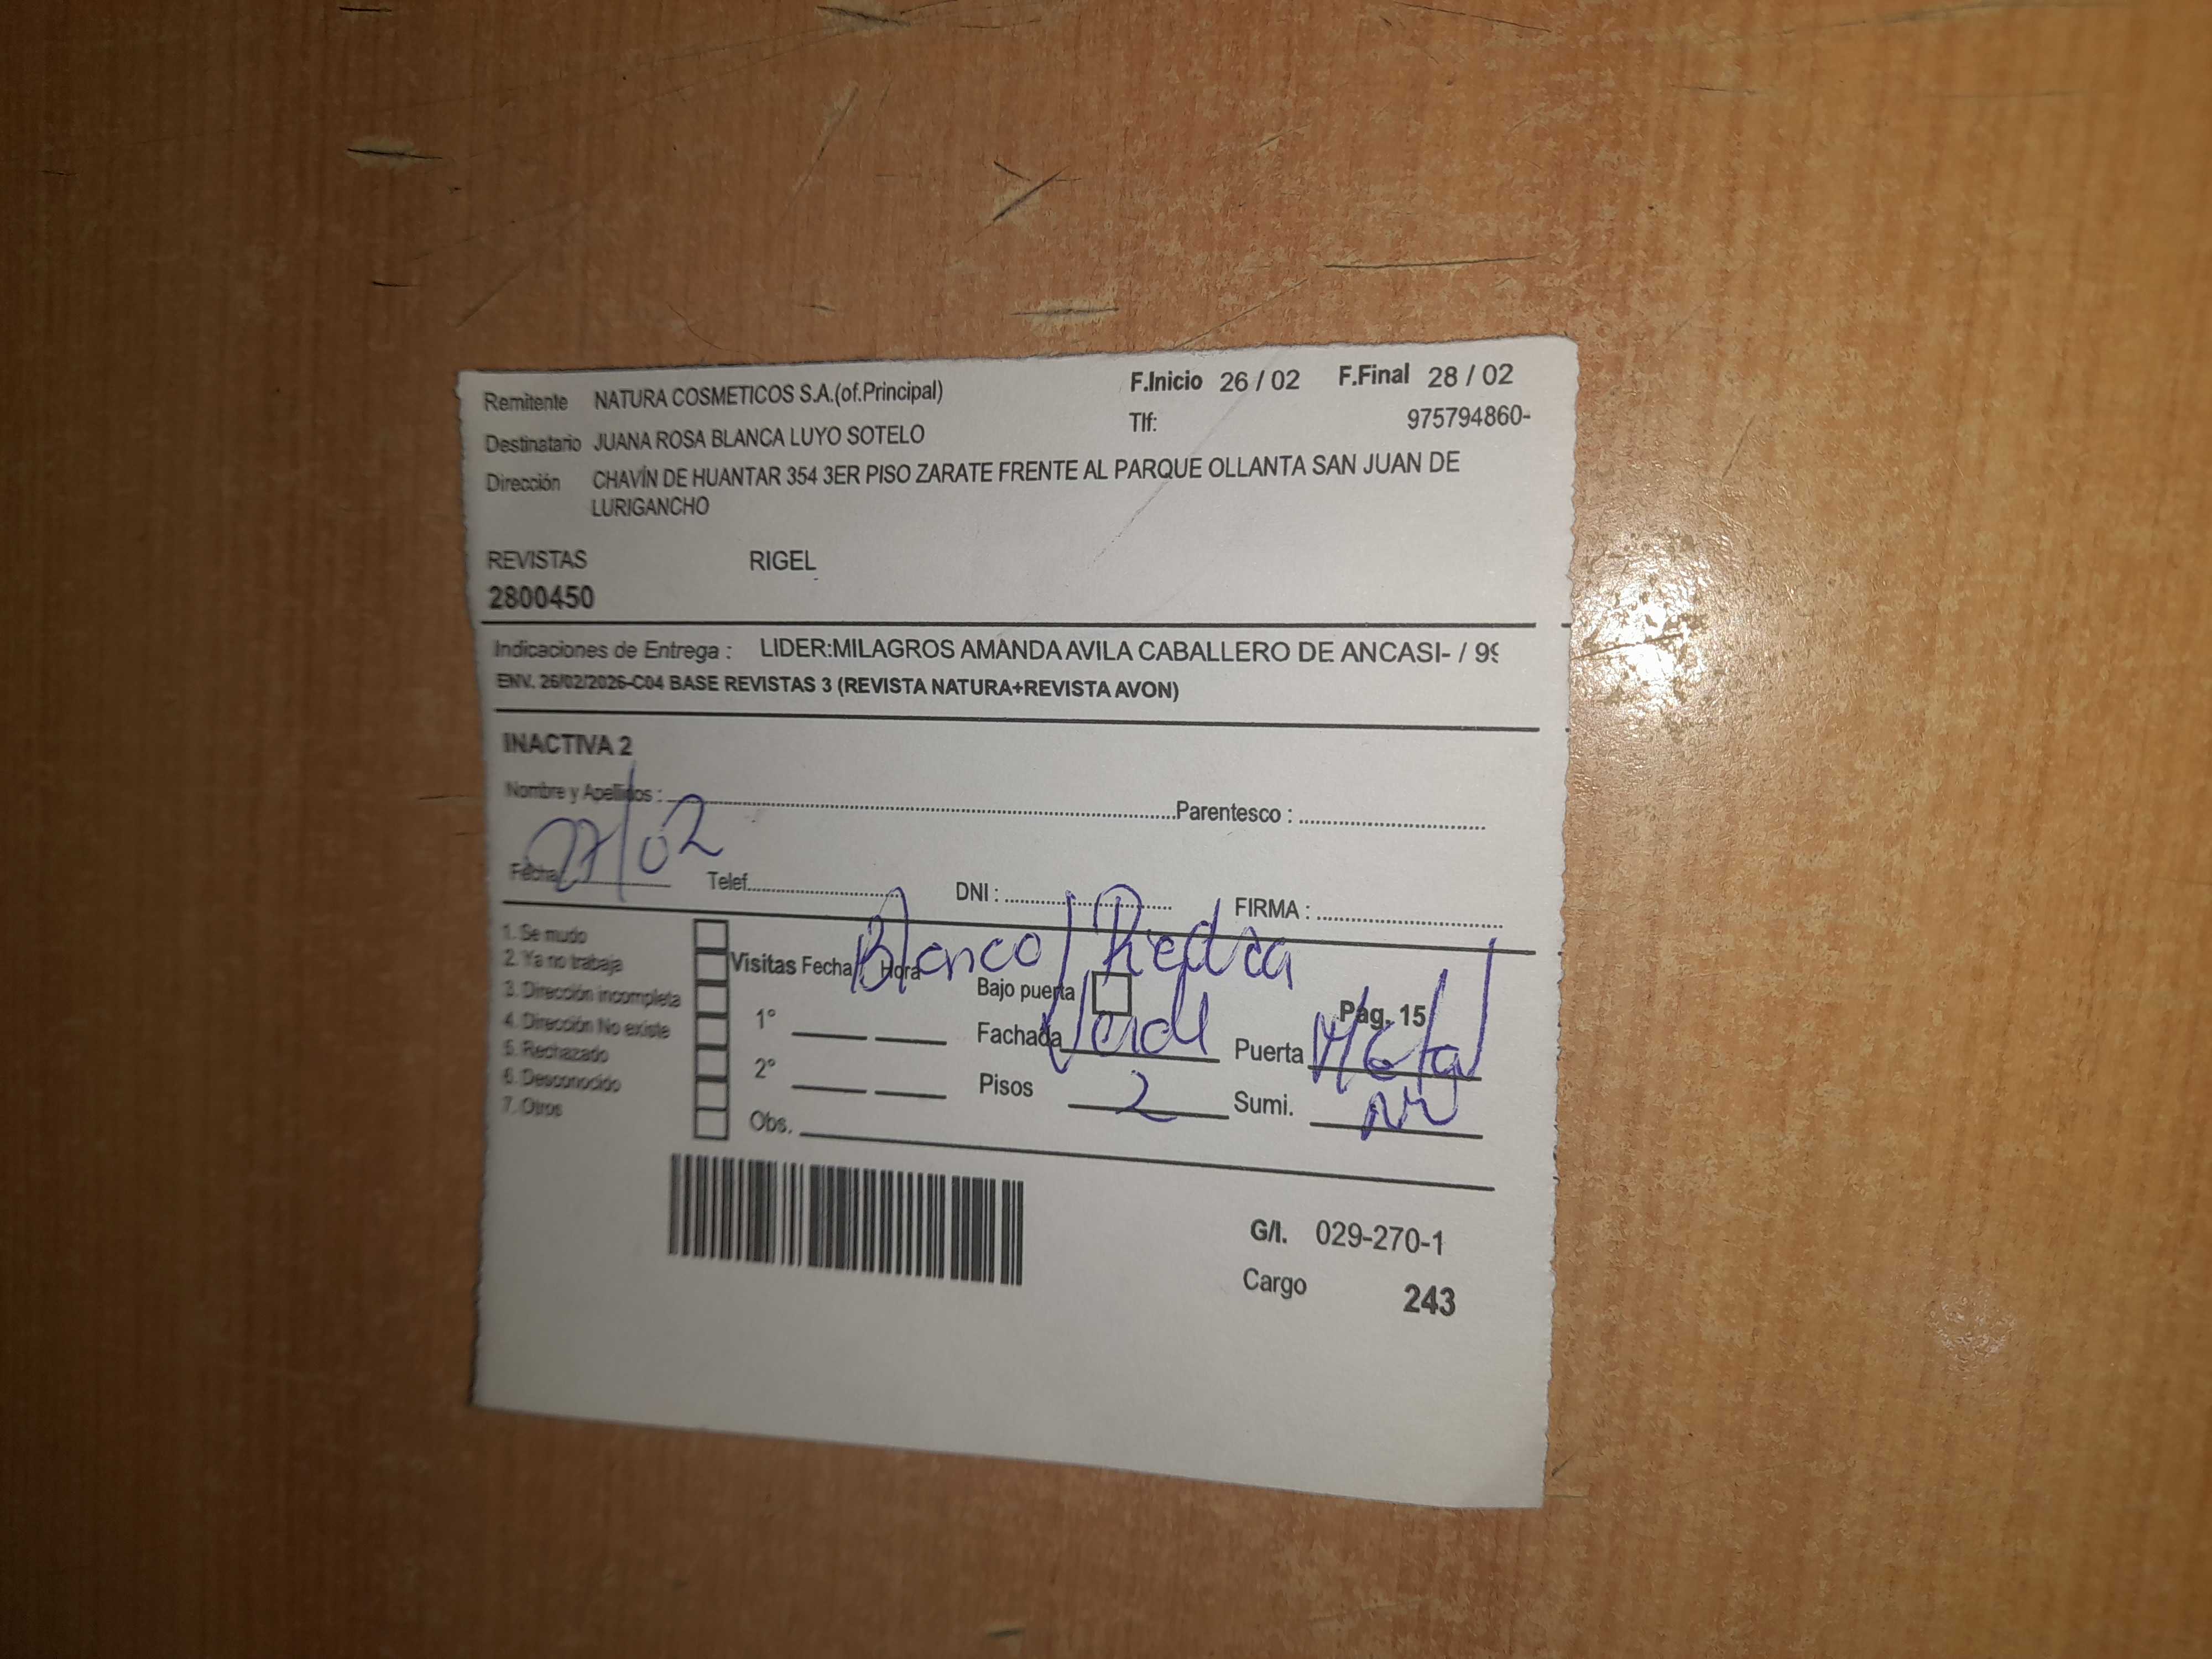 Remitente NATURA COSMETICOS S.A.(of.Principal) F.Inicio 26 / 02 F.Final 28 / 02
Destinatario JUANA ROSA BLANCA LUYO SOTELO Tlf: 975794860-
Dirección CHAVÍN DE HUANTAR 354 3ER PISO ZARATE FRENTE AL PARQUE OLLANTA SAN JUAN DE
LURIGANCHO
REVISTAS RIGEL
2800450
Indicaciones de Entrega : LIDER:MILAGROS AMANDA AVILA CABALLERO DE ANCASI- / 99
ENV. 26/02/2026-C04 BASE REVISTAS 3 (REVISTA NATURA+REVISTA AVON)
INACTIVA 2
Nombre y Apellidos : Parentesco :
Fecha 27/02 Telef. DNI : FIRMA :
1. Se mudo
2. Ya no trabaja
3. Dirección incompleta
4. Dirección No existe
5. Rechazado
6. Desconocido
7. Otros
Visitas Fecha / Hora Blanco/Piedra
Bajo puerta Pág. 15
1° Fachada Verde Puerta Metal
2° Pisos 2 Sumi.
Obs.
G/I. 029-270-1
Cargo 243